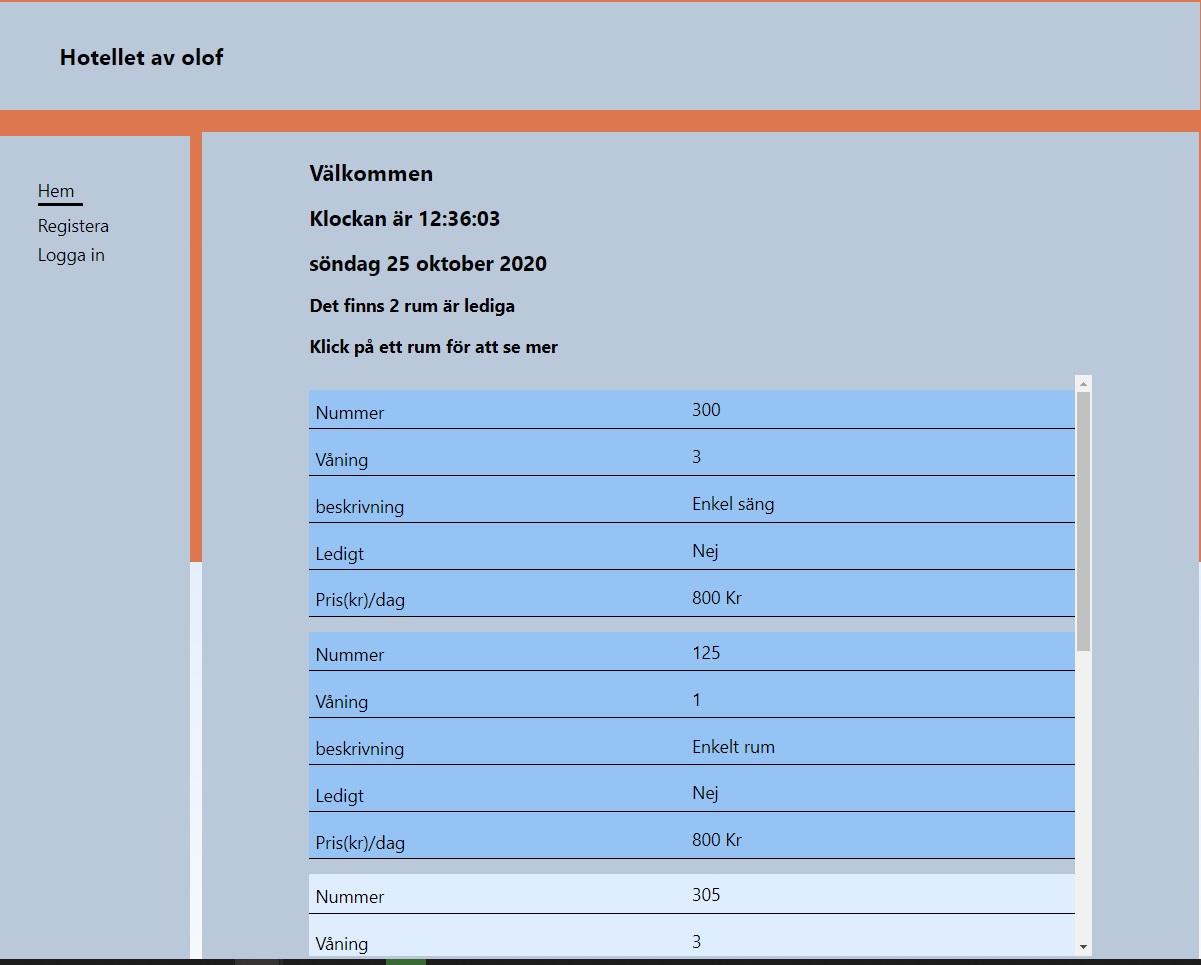 Hotellet av olof
Hem
Registera
Logga in
Välkommen
Klockan är 12:36:03
söndag 25 oktober 2020
Det finns 2 rum är lediga
Klick på ett rum för att se mer
Nummer 300
Våning 3
beskrivning Enkel säng
Ledigt Nej
Pris(kr)/dag 800 Kr
Nummer 125
Våning 1
beskrivning Enkelt rum
Ledigt Nej
Pris(kr)/dag 800 Kr
Nummer 305
Våning 3